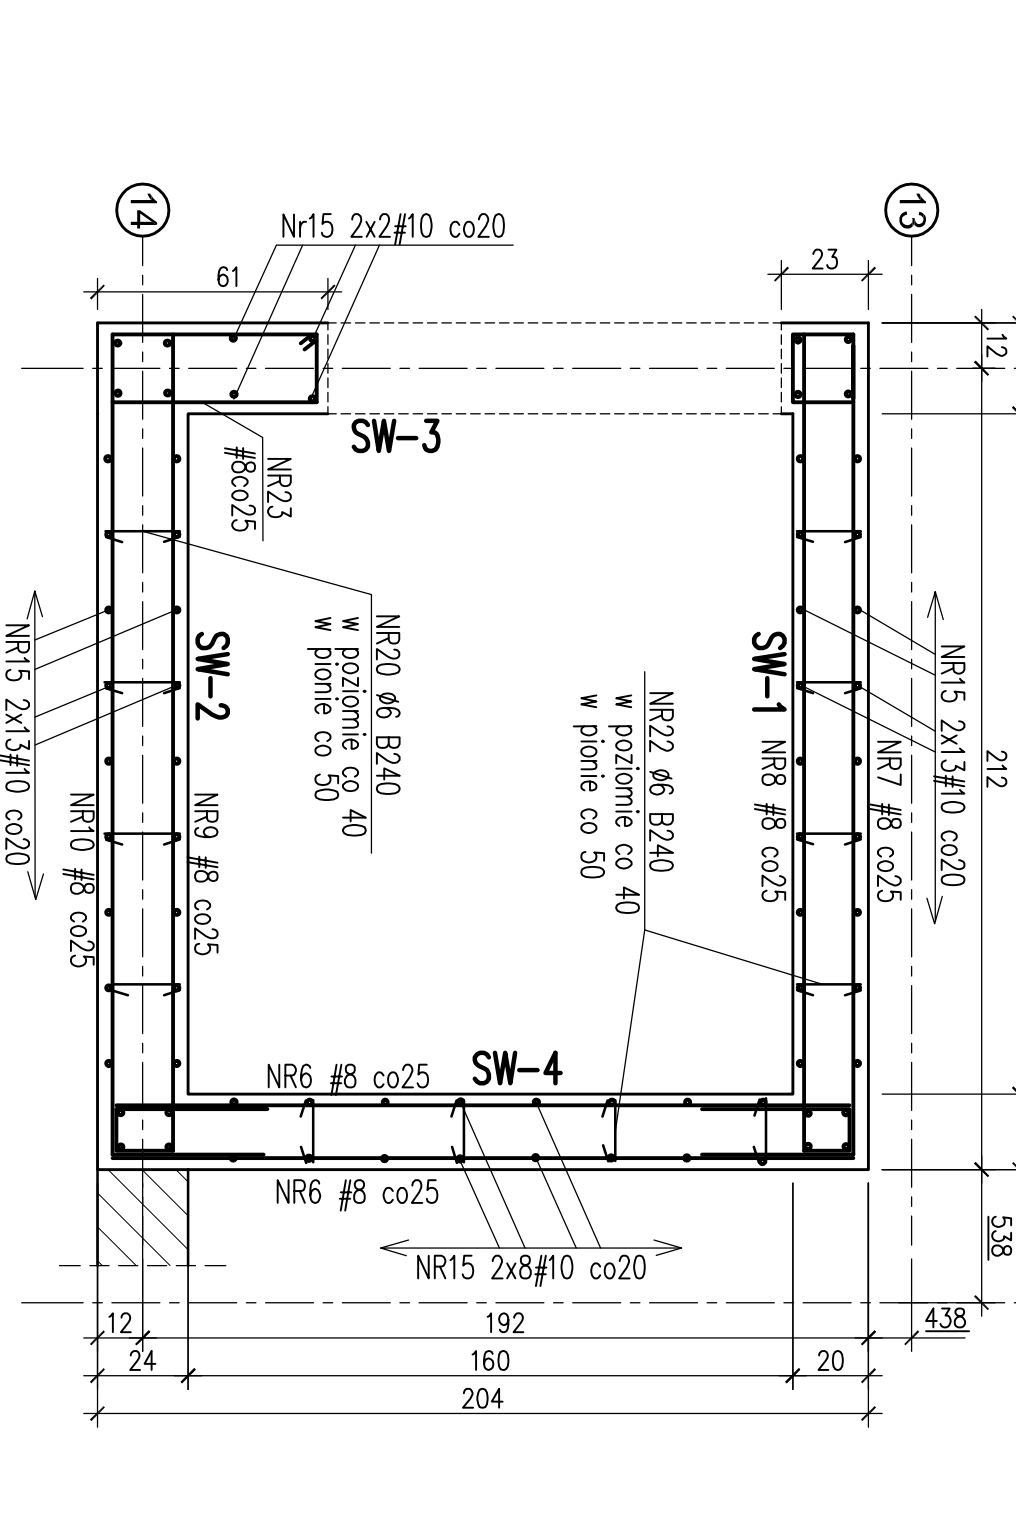 14
13
Nr15 2x2#10 co20
61
23
12
SW-3
NR23
#8co25
NR20 ø6 B240
w poziomie co 40
w pionie co 50
SW-2
NR15 2x13#10 co20
NR10 #8 co25
NR9 #8 co25
NR22 ø6 B240
w poziomie co 40
w pionie co 50
SW-1
NR8 #8 co25
NR7 #8 co25
NR15 2x13#10 co20
212
NR6 #8 co25
SW-4
NR6 #8 co25
NR15 2x8#10 co20
538
12
192
438
24
160
20
204